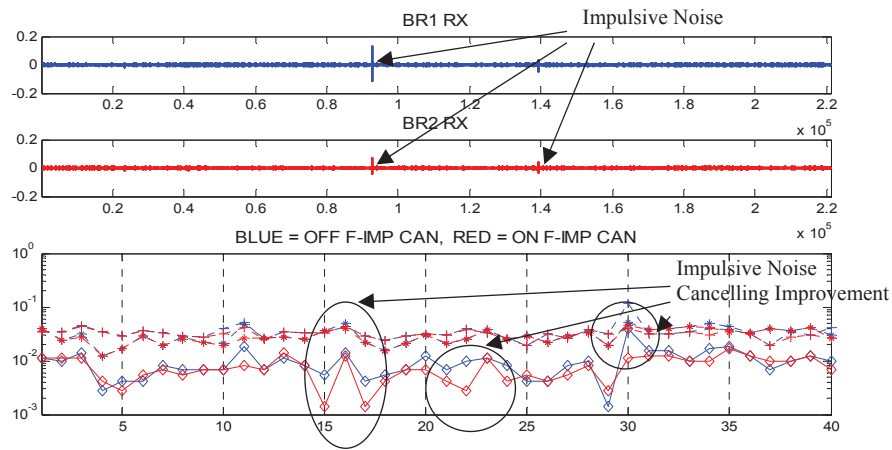 BR1 RX
Impulsive Noise
0.2
0
-0.2
0.2 0.4 0.6 0.8 1 1.2 1.4 1.6 1.8 2 2.2
x 10^5
BR2 RX
0.2
0
-0.2
0.2 0.4 0.6 0.8 1 1.2 1.4 1.6 1.8 2 2.2
x 10^5
BLUE = OFF F-IMP CAN, RED = ON F-IMP CAN
10^0
Impulsive Noise
Cancelling Improvement
10^-1
10^-2
10^-3
5 10 15 20 25 30 35 40